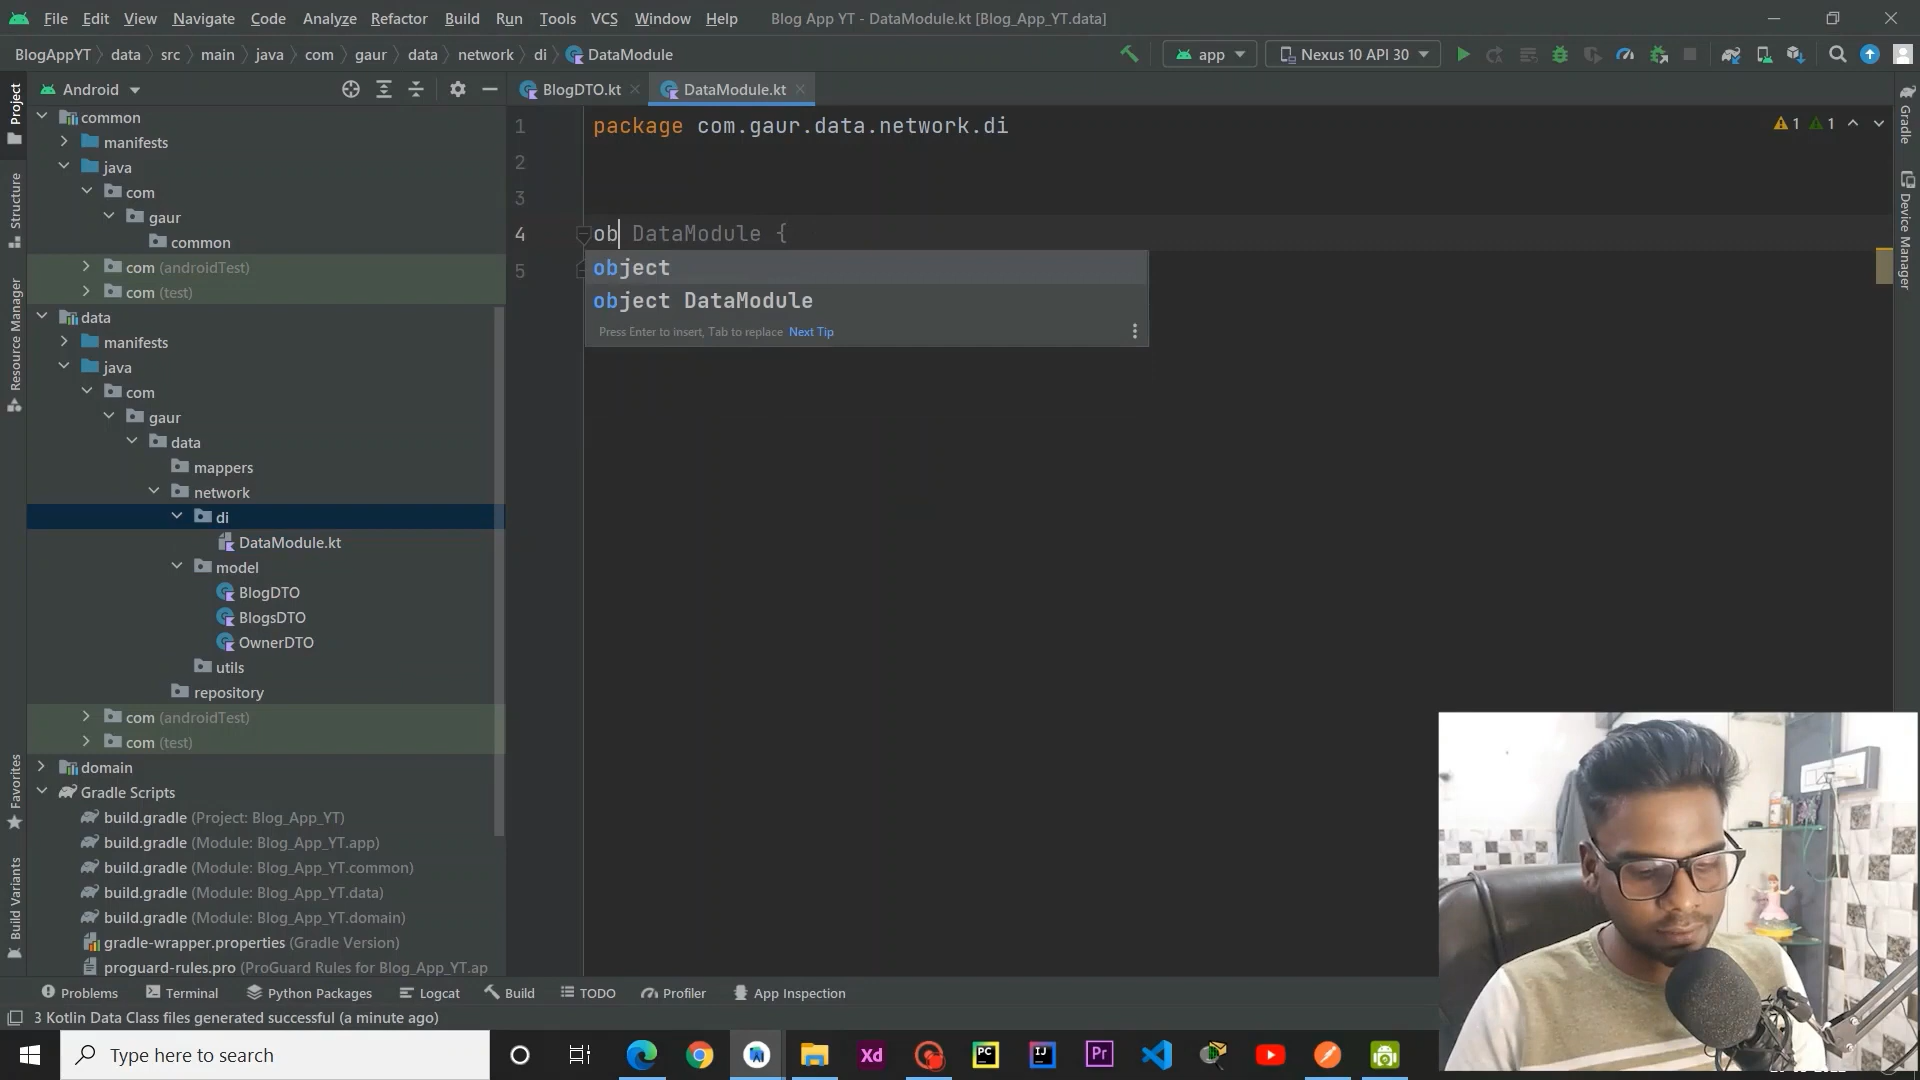 File Edit View Navigate Code Analyze Refactor Build Run Tools VCS Window Help Blog App YT - DataModule.kt [Blog_App_YT.data]
BlogAppYT data src main java com gaur data network di DataModule app Nexus 10 API 30
Android BlogDTO.kt DataModule.kt
Project
Structure
Resource Manager
Favorites
Build Variants
Gradle
Device Manager
common
manifests
java
com
gaur
common
com (androidTest)
com (test)
data
manifests
java
com
gaur
data
mappers
network
di
DataModule.kt
model
BlogDTO
BlogsDTO
OwnerDTO
utils
repository
com (androidTest)
com (test)
domain
Gradle Scripts
build.gradle (Project: Blog_App_YT)
build.gradle (Module: Blog_App_YT.app)
build.gradle (Module: Blog_App_YT.common)
build.gradle (Module: Blog_App_YT.data)
build.gradle (Module: Blog_App_YT.domain)
gradle-wrapper.properties (Gradle Version)
proguard-rules.pro (ProGuard Rules for Blog_App_YT.ap
1 package com.gaur.data.network.di 1 1
2
3
4 ob DataModule {
5
object
object DataModule
Press Enter to insert, Tab to replace Next Tip
Problems Terminal Python Packages Logcat Build TODO Profiler App Inspection
3 Kotlin Data Class files generated successful (a minute ago)
Type here to search
Xd PC IJ Pr